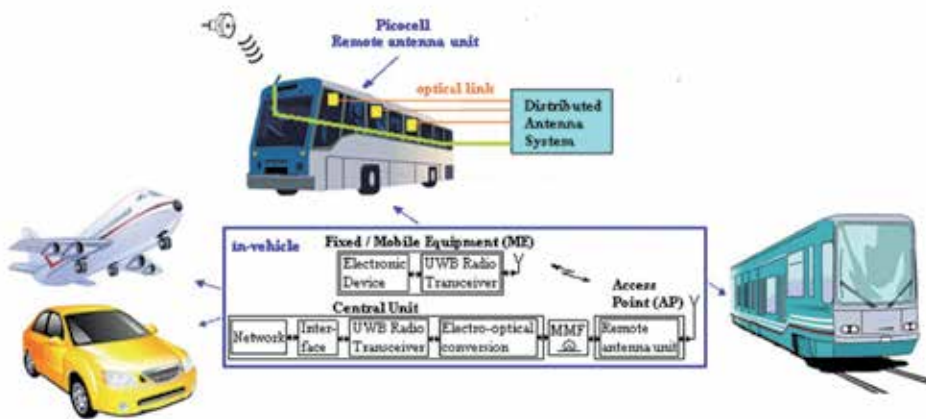 Picocell
Remote antenna unit
optical link
Distributed
Antenna
System
in-vehicle
Fixed / Mobile Equipment (ME)
Electronic
Device
UWB Radio
Transceiver
Access
Point (AP)
Central Unit
Network
Inter-
face
UWB Radio
Transceiver
Electro-optical
conversion
MMF
Remote
antenna unit